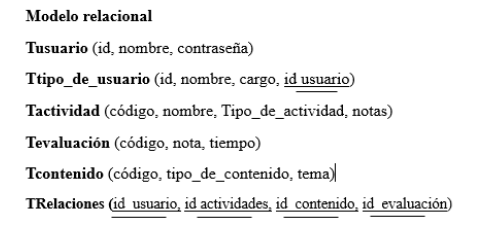 Modelo relacional
Tusuario (id, nombre, contraseña)
Ttipo_de_usuario (id, nombre, cargo, id usuario)
Tactividad (código, nombre, Tipo_de_actividad, notas)
Tevaluación (código, nota, tiempo)
Tcontenido (código, tipo_de_contenido, tema)
TRelaciones (id_usuario, id actividades, id_contenido, id_evaluación)